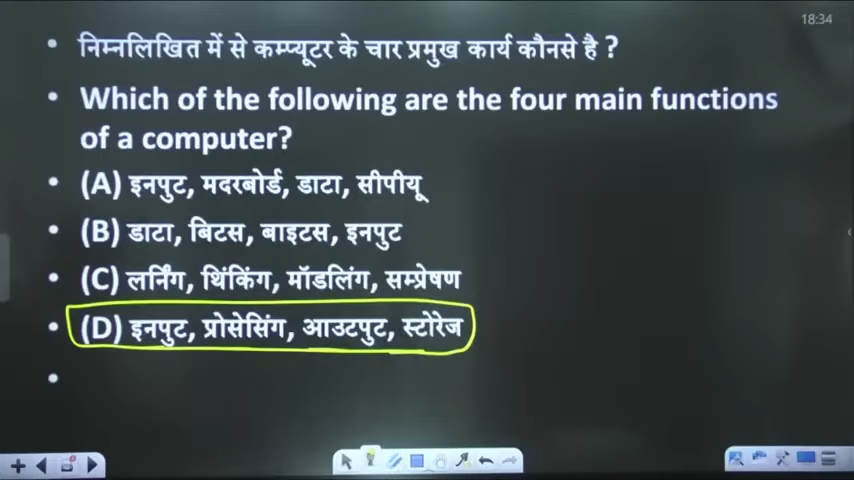 18:34
• निम्नलिखित में से कम्प्यूटर के चार प्रमुख कार्य कौनसे है ?
• Which of the following are the four main functions
of a computer?
• (A) इनपुट, मदरबोर्ड, डाटा, सीपीयू
• (B) डाटा, बिटस, बाइटस, इनपुट
• (C) लर्निंग, थिंकिंग, मॉडलिंग, सम्प्रेषण
• (D) इनपुट, प्रोसेसिंग, आउटपुट, स्टोरेज
•